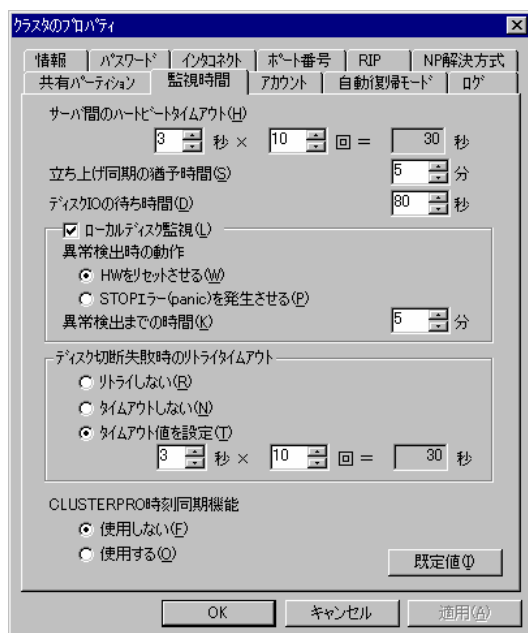 クラスタのプロパティ
情報 パスワード インタコネクト ポート番号 RIP NP解決方式
共有パーティション 監視時間 アカウント 自動復帰モード ログ
サーバ間のハートビートタイムアウト(H)
3 秒 × 10 回 = 30 秒
立ち上げ同期の猶予時間(S) 5 分
ディスクIOの待ち時間(D) 80 秒
ローカルディスク監視(L)
異常検出時の動作
HWをリセットさせる(W)
STOPエラー(panic)を発生させる(P)
異常検出までの時間(K) 5 分
ディスク切断失敗時のリトライタイムアウト
リトライしない(R)
タイムアウトしない(N)
タイムアウト値を設定(T)
3 秒 × 10 回 = 30 秒
CLUSTERPRO時刻同期機能
使用しない(F)
使用する(O)
既定値(I)
OK キャンセル 適用(A)